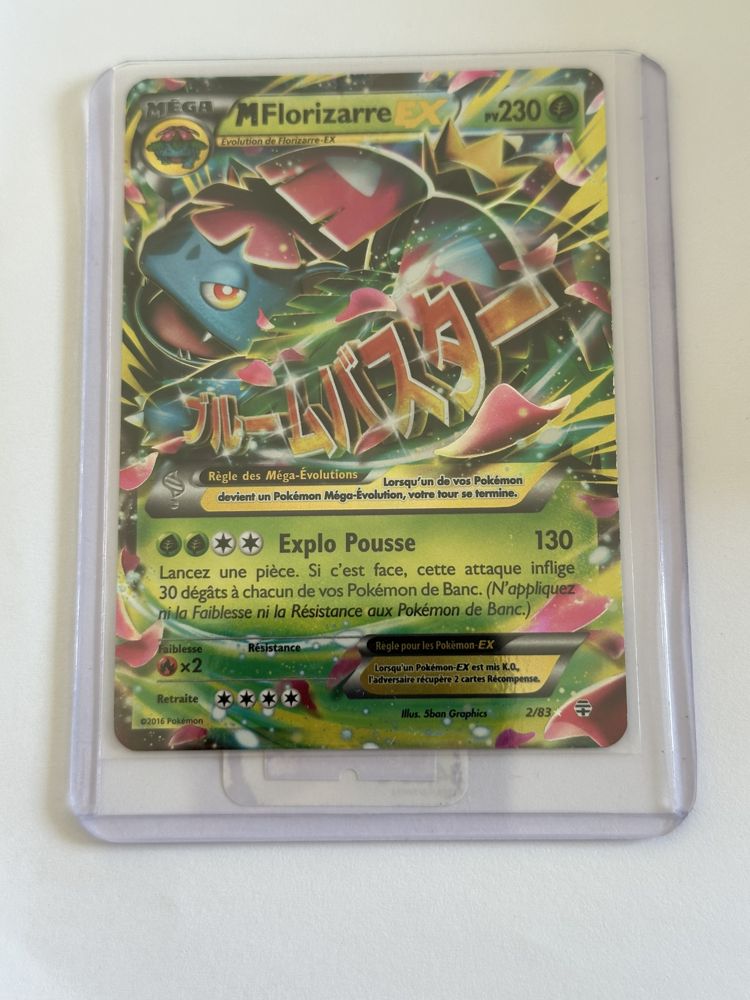 MÉGA
MFlorizarre EX PV230
Évolution de Florizarre-EX
ブルームバスター
Règle des Méga-Évolutions Lorsqu'un de vos Pokémon
devient un Pokémon Méga-Évolution, votre tour se termine.
Explo Pousse 130
Lancez une pièce. Si c'est face, cette attaque inflige
30 dégâts à chacun de vos Pokémon de Banc. (N'appliquez
ni la Faiblesse ni la Résistance aux Pokémon de Banc.)
Faiblesse Résistance
×2
Règle pour les Pokémon-EX
Lorsqu'un Pokémon-EX est mis K.O.,
l'adversaire récupère 2 cartes Récompense.
Retraite
©2016 Pokémon Illus. 5ban Graphics 2/83